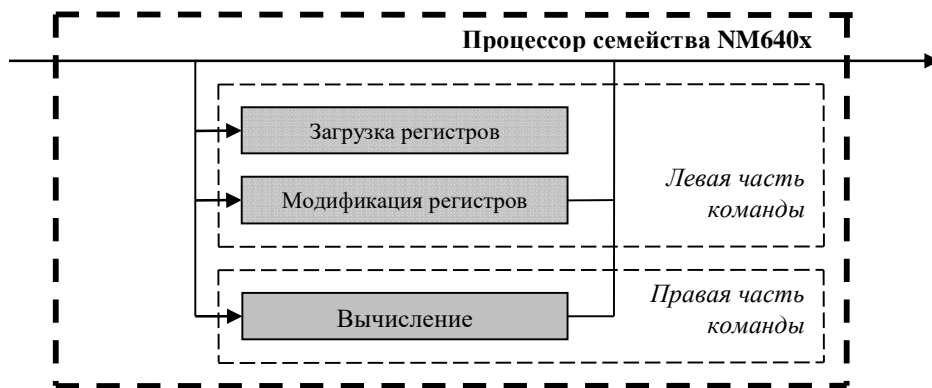 Процессор семейства NM640x
Загрузка регистров
Модификация регистров
Левая часть
команды
Вычисление
Правая часть
команды